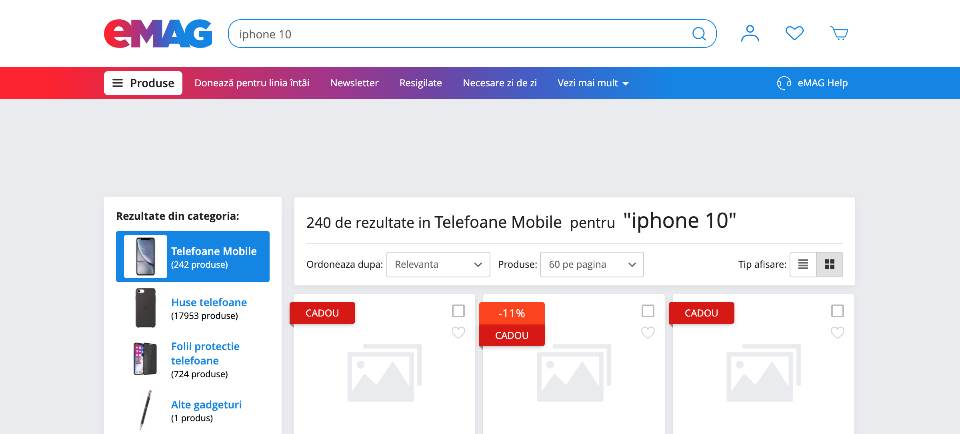 eMAG
iphone 10
Produse
Donează pentru linia întâi
Newsletter
Resigilate
Necesare zi de zi
Vezi mai mult
eMAG Help
Rezultate din categoria:
Telefoane Mobile
(242 produse)
Huse telefoane
(17953 produse)
Folii protectie
telefoane
(724 produse)
Alte gadgeturi
(1 produs)
240 de rezultate in Telefoane Mobile pentru "iphone 10"
Ordoneaza dupa: Relevanta
Produse: 60 pe pagina
Tip afisare:
CADOU
-11%
CADOU
CADOU